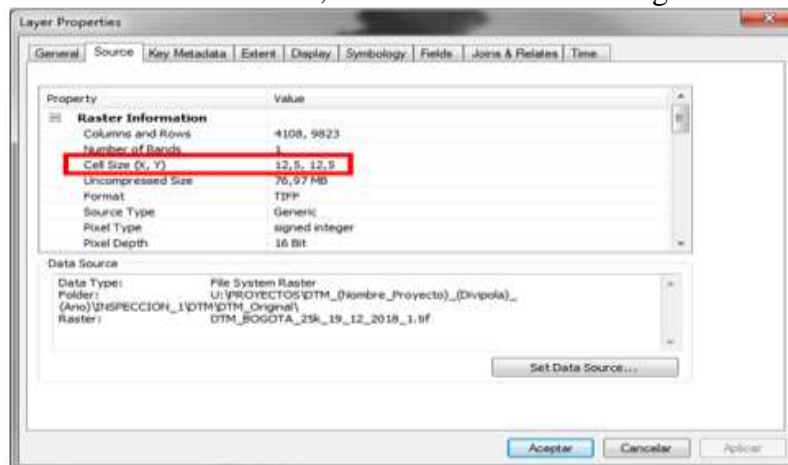 Layer Properties
General Source Key Metadata Extent Display Symbology Fields Joins & Relates Time
Property Value
Raster Information
Columns and Rows 4108, 9823
Number of Bands 1
Cell Size (X, Y) 12,5, 12,5
Uncompressed Size 76,97 MB
Format TIFF
Source Type Generic
Pixel Type signed integer
Pixel Depth 16 Bit
Data Source
Data Type: File System Raster
Folder: U:\PROYECTOS\DTM_(Nombre_Proyecto)_(Divipola)_
(Ano)\INSPECCION_1\DTM\DTM_Original\
Raster: DTM_BOGOTA_25k_19_12_2018_1.tif
Set Data Source...
Aceptar Cancelar Aplicar